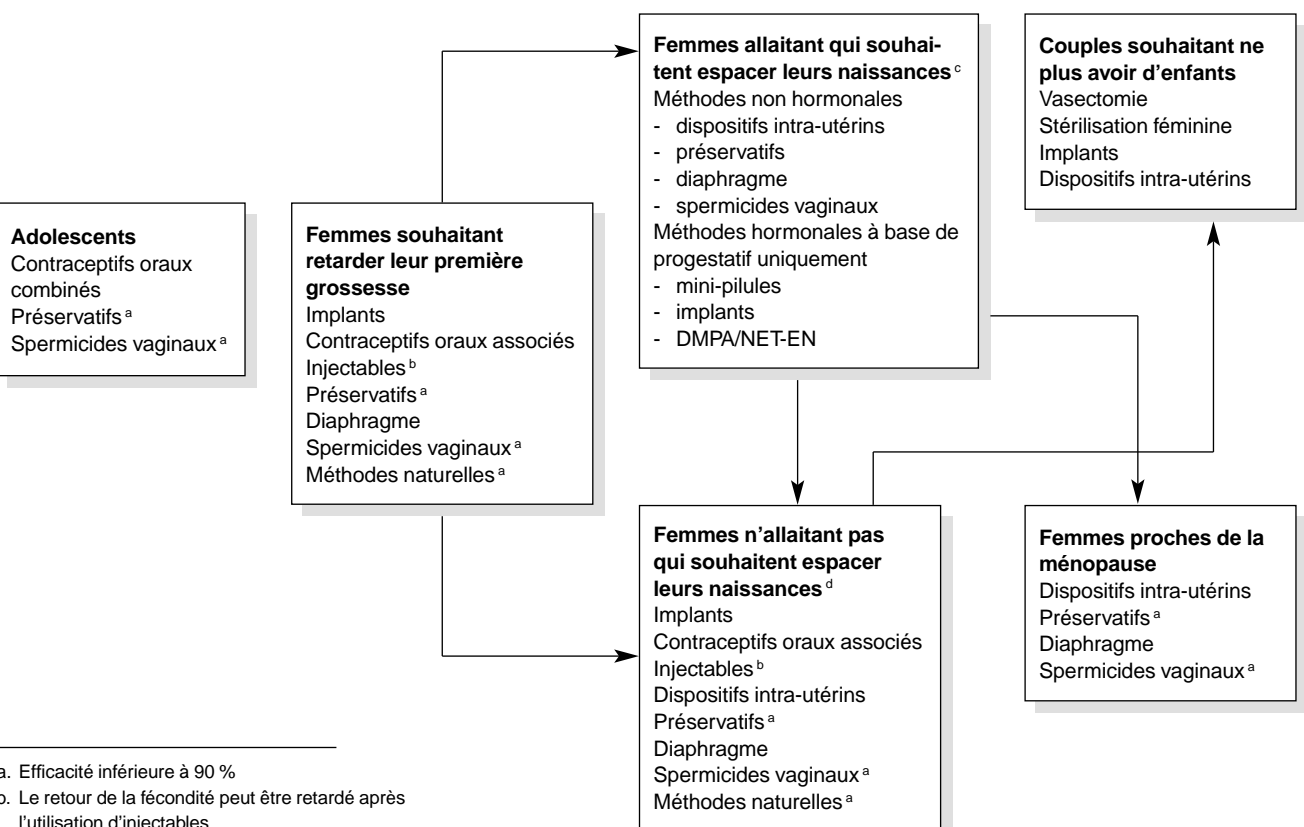 Adolescents
Contraceptifs oraux
combinés
Préservatifs a
Spermicides vaginaux a
Femmes souhaitant
retarder leur première
grossesse
Implants
Contraceptifs oraux associés
Injectables b
Préservatifs a
Diaphragme
Spermicides vaginaux a
Méthodes naturelles a
Femmes allaitant qui souhai-
tent espacer leurs naissances c
Méthodes non hormonales
- dispositifs intra-utérins
- préservatifs
- diaphragme
- spermicides vaginaux
Méthodes hormonales à base de
progestatif uniquement
- mini-pilules
- implants
- DMPA/NET-EN
Couples souhaitant ne
plus avoir d'enfants
Vasectomie
Stérilisation féminine
Implants
Dispositifs intra-utérins
Femmes n'allaitant pas
qui souhaitent espacer
leurs naissances d
Implants
Contraceptifs oraux associés
Injectables b
Dispositifs intra-utérins
Préservatifs a
Diaphragme
Spermicides vaginaux a
Méthodes naturelles a
Femmes proches de la
ménopause
Dispositifs intra-utérins
Préservatifs a
Diaphragme
Spermicides vaginaux a
a. Efficacité inférieure à 90 %
b. Le retour de la fécondité peut être retardé après
l'utilisation d'injectables